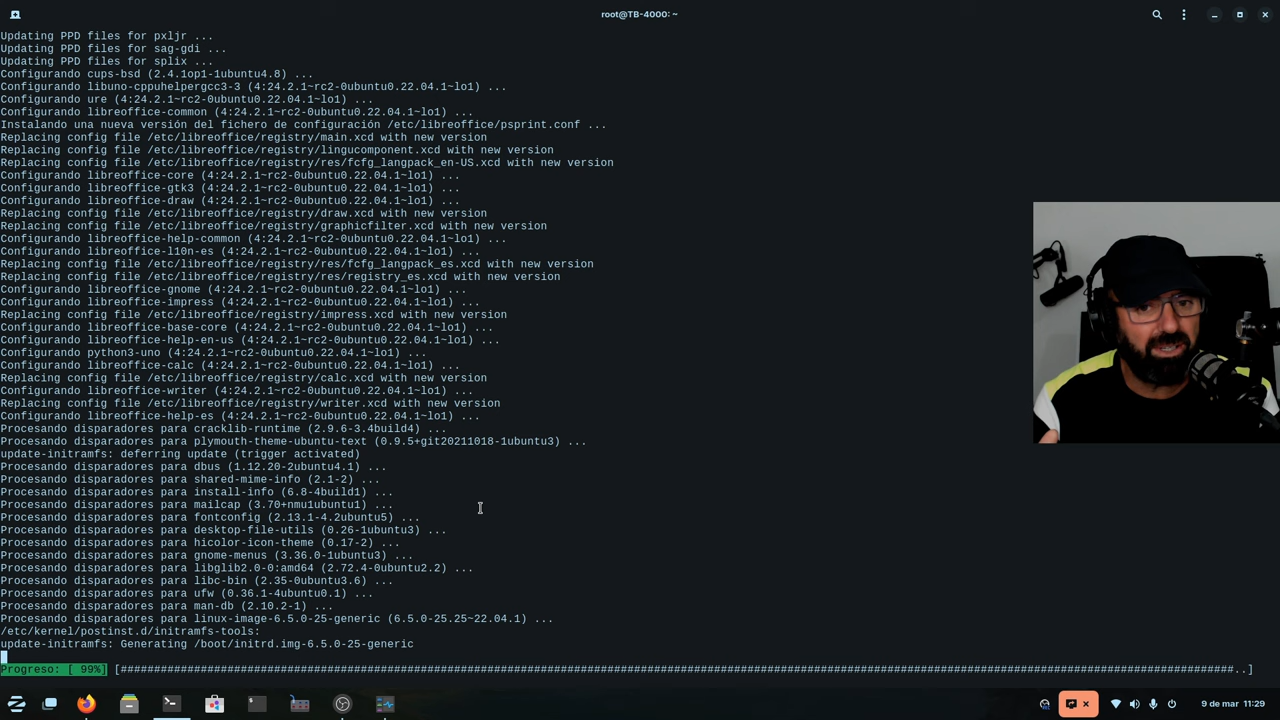 root@TB-4000: ~
Updating PPD files for pxljr ...
Updating PPD files for sag-gdi ...
Updating PPD files for splix ...
Configurando cups-bsd (2.4.1op1-1ubuntu4.8) ...
Configurando libuno-cppuhelpergcc3-3 (4:24.2.1~rc2-0ubuntu0.22.04.1~lo1) ...
Configurando ure (4:24.2.1~rc2-0ubuntu0.22.04.1~lo1) ...
Configurando libreoffice-common (4:24.2.1~rc2-0ubuntu0.22.04.1~lo1) ...
Instalando una nueva versión del fichero de configuración /etc/libreoffice/psprint.conf ...
Replacing config file /etc/libreoffice/registry/main.xcd with new version
Replacing config file /etc/libreoffice/registry/lingucomponent.xcd with new version
Replacing config file /etc/libreoffice/registry/res/fcfg_langpack_en-US.xcd with new version
Configurando libreoffice-core (4:24.2.1~rc2-0ubuntu0.22.04.1~lo1) ...
Configurando libreoffice-gtk3 (4:24.2.1~rc2-0ubuntu0.22.04.1~lo1) ...
Configurando libreoffice-draw (4:24.2.1~rc2-0ubuntu0.22.04.1~lo1) ...
Replacing config file /etc/libreoffice/registry/draw.xcd with new version
Replacing config file /etc/libreoffice/registry/graphicfilter.xcd with new version
Configurando libreoffice-help-common (4:24.2.1~rc2-0ubuntu0.22.04.1~lo1) ...
Configurando libreoffice-l10n-es (4:24.2.1~rc2-0ubuntu0.22.04.1~lo1) ...
Replacing config file /etc/libreoffice/registry/res/fcfg_langpack_es.xcd with new version
Replacing config file /etc/libreoffice/registry/res/registry_es.xcd with new version
Configurando libreoffice-gnome (4:24.2.1~rc2-0ubuntu0.22.04.1~lo1) ...
Configurando libreoffice-impress (4:24.2.1~rc2-0ubuntu0.22.04.1~lo1) ...
Replacing config file /etc/libreoffice/registry/impress.xcd with new version
Configurando libreoffice-base-core (4:24.2.1~rc2-0ubuntu0.22.04.1~lo1) ...
Configurando libreoffice-help-en-us (4:24.2.1~rc2-0ubuntu0.22.04.1~lo1) ...
Configurando python3-uno (4:24.2.1~rc2-0ubuntu0.22.04.1~lo1) ...
Configurando libreoffice-calc (4:24.2.1~rc2-0ubuntu0.22.04.1~lo1) ...
Replacing config file /etc/libreoffice/registry/calc.xcd with new version
Configurando libreoffice-writer (4:24.2.1~rc2-0ubuntu0.22.04.1~lo1) ...
Replacing config file /etc/libreoffice/registry/writer.xcd with new version
Configurando libreoffice-help-es (4:24.2.1~rc2-0ubuntu0.22.04.1~lo1) ...
Procesando disparadores para cracklib-runtime (2.9.6-3.4build4) ...
Procesando disparadores para plymouth-theme-ubuntu-text (0.9.5+git20211018-1ubuntu3) ...
update-initramfs: deferring update (trigger activated)
Procesando disparadores para dbus (1.12.20-2ubuntu4.1) ...
Procesando disparadores para shared-mime-info (2.1-2) ...
Procesando disparadores para install-info (6.8-4build1) ...
Procesando disparadores para mailcap (3.70+nmu1ubuntu1) ...
Procesando disparadores para fontconfig (2.13.1-4.2ubuntu5) ...
Procesando disparadores para desktop-file-utils (0.26-1ubuntu3) ...
Procesando disparadores para hicolor-icon-theme (0.17-2) ...
Procesando disparadores para gnome-menus (3.36.0-1ubuntu3) ...
Procesando disparadores para libglib2.0-0:amd64 (2.72.4-0ubuntu2.2) ...
Procesando disparadores para libc-bin (2.35-0ubuntu3.6) ...
Procesando disparadores para ufw (0.36.1-4ubuntu0.1) ...
Procesando disparadores para man-db (2.10.2-1) ...
Procesando disparadores para linux-image-6.5.0-25-generic (6.5.0-25.25~22.04.1) ...
/etc/kernel/postinst.d/initramfs-tools:
update-initramfs: Generating /boot/initrd.img-6.5.0-25-generic
Progreso: [ 99%] [#######################################################################################################################################################################..]
9 de mar 11:29